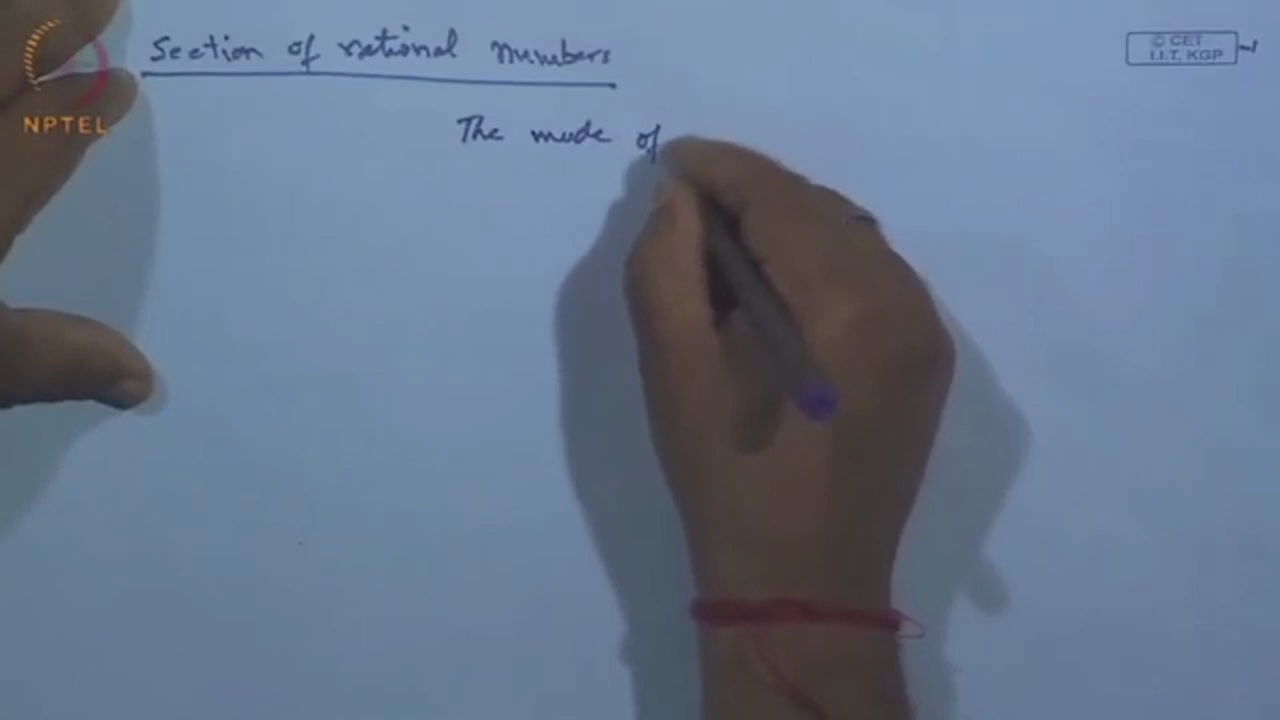 Section of rational numbers
© CET
I.I.T. KGP
NPTEL
The mode of